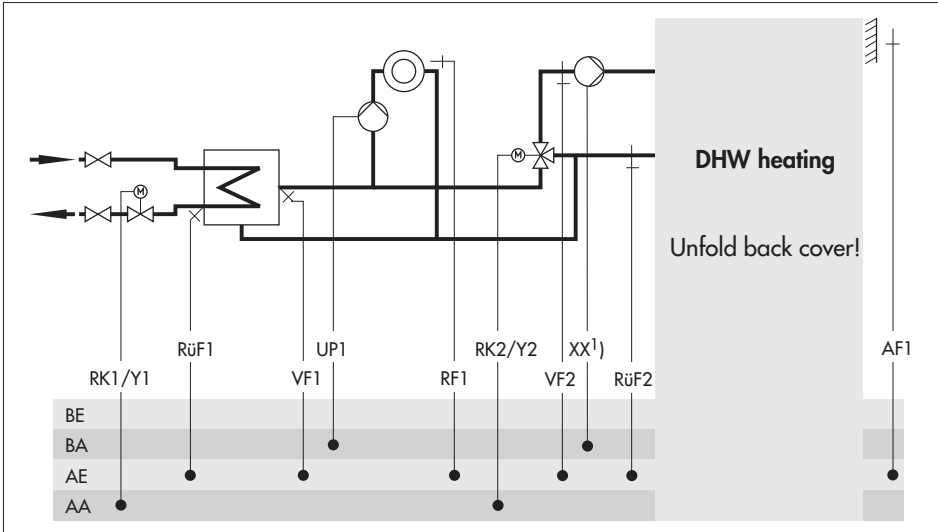 M
M
DHW heating
Unfold back cover!
RK1/Y1
RüF1
VF1
UP1
RF1
RK2/Y2
XX1)
VF2
RüF2
AF1
BE
BA
AE
AA